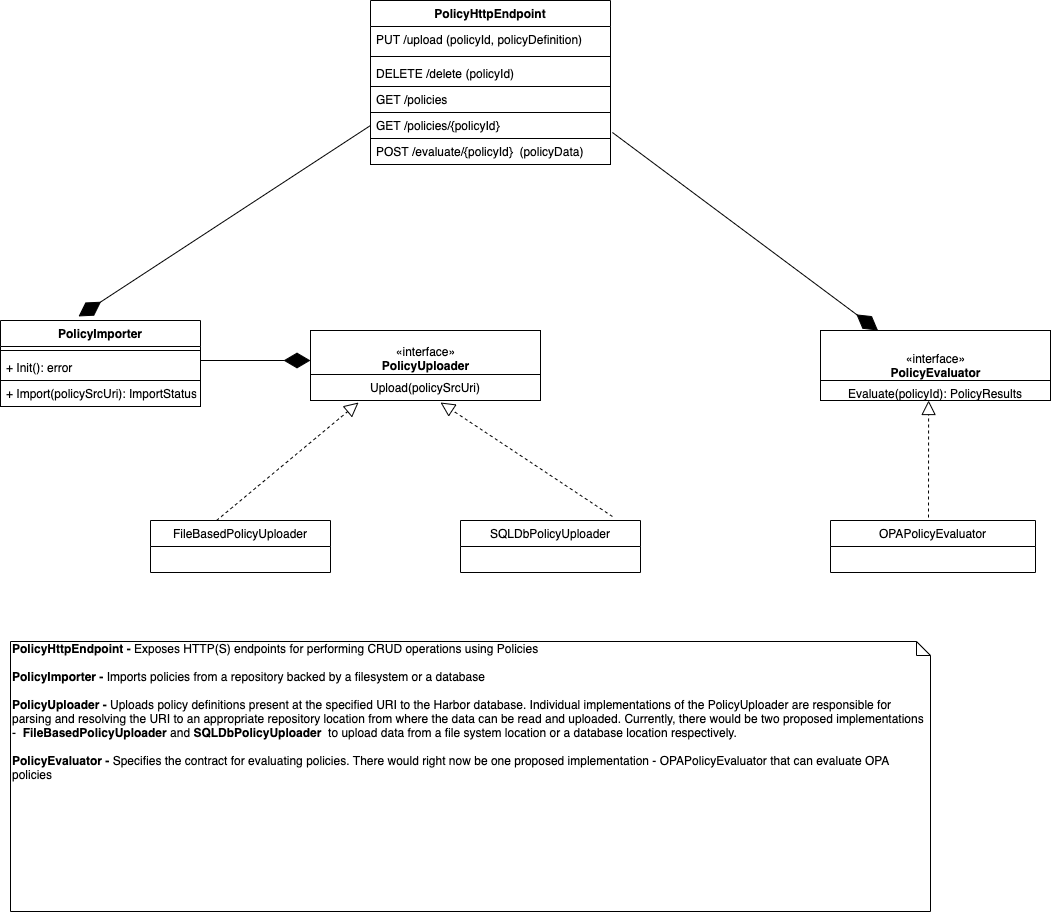 PolicyHttpEndpoint
PUT /upload (policyId, policyDefinition)
DELETE /delete (policyId)
GET /policies
GET /policies/{policyId}
POST /evaluate/{policyId}  (policyData)
PolicyImporter
+ Init(): error
+ Import(policySrcUri): ImportStatus
«interface»
PolicyUploader
Upload(policySrcUri)
«interface»
PolicyEvaluator
Evaluate(policyId): PolicyResults
FileBasedPolicyUploader
SQLDbPolicyUploader
OPAPolicyEvaluator
PolicyHttpEndpoint - Exposes HTTP(S) endpoints for performing CRUD operations using Policies
PolicyImporter - Imports policies from a repository backed by a filesystem or a database
PolicyUploader - Uploads policy definitions present at the specified URI to the Harbor database. Individual implementations of the PolicyUploader are responsible for
parsing and resolving the URI to an appropriate repository location from where the data can be read and uploaded. Currently, there would be two proposed implementations
-  FileBasedPolicyUploader and SQLDbPolicyUploader  to upload data from a file system location or a database location respectively.
PolicyEvaluator - Specifies the contract for evaluating policies. There would right now be one proposed implementation - OPAPolicyEvaluator that can evaluate OPA
policies